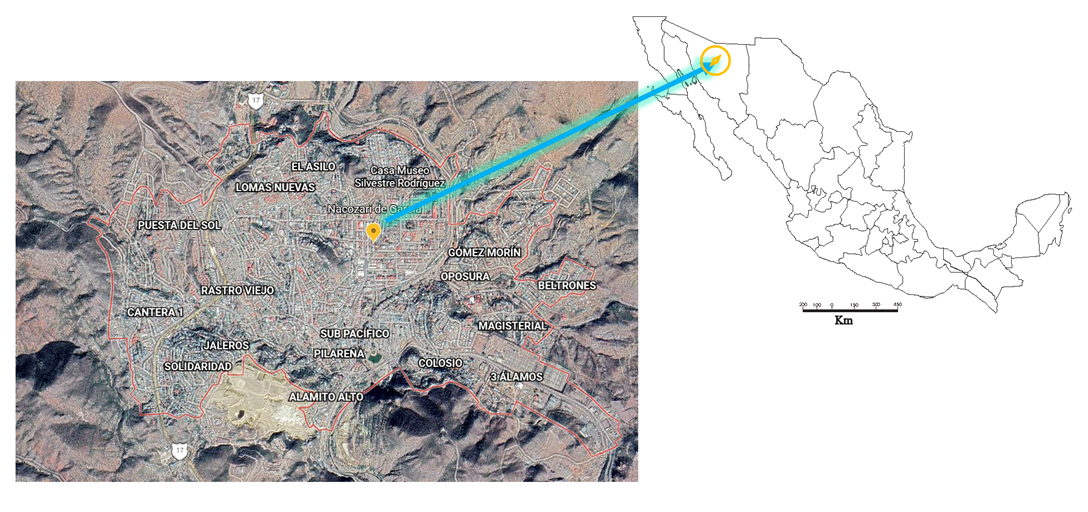 17
EL ASILO
Casa Museo
Silvestre Rodríguez
LOMAS NUEVAS
Nacozari de García
PUESTA DEL SOL
GÓMEZ MORÍN
OPOSURA
BELTRONES
RASTRO VIEJO
CANTERA 1
MAGISTERIAL
SUB PACÍFICO
JALEROS
PILAREÑA
COLOSIO
SOLIDARIDAD
3 ÁLAMOS
ALAMITO ALTO
17
200 100 0 150 300 450
Km